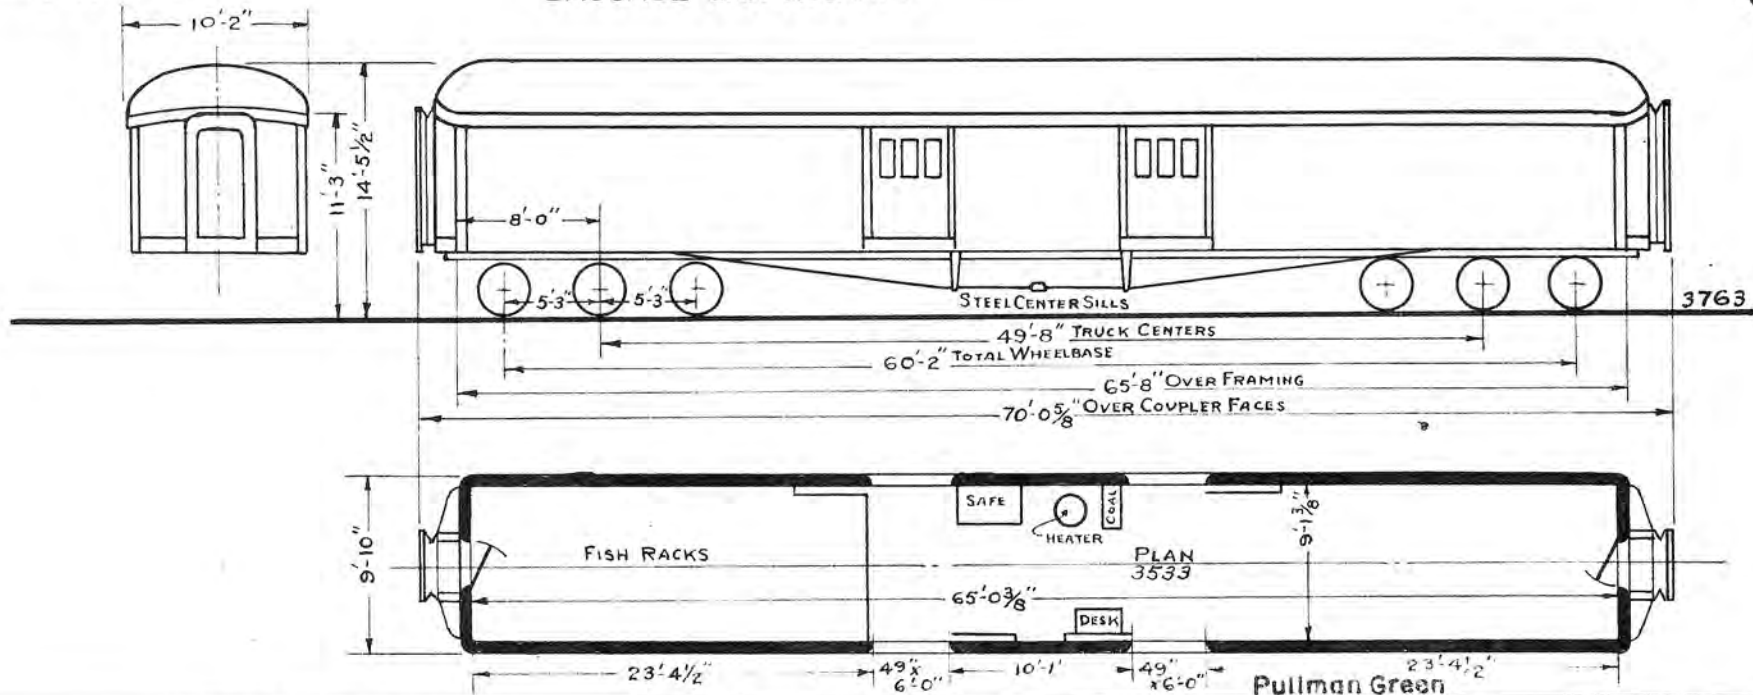 10'-2"
11'-3"
14'-5½"
8'-0"
5'-3" 5'-3"
STEEL CENTER SILLS
3763
49'-8" TRUCK CENTERS
60'-2" TOTAL WHEELBASE
65'-8" OVER FRAMING
70'-0⅝" OVER COUPLER FACES
9'-10"
SAFE
COAL
HEATER
9'-1⅜"
FISH RACKS
PLAN
3533
65'-0⅜"
DESK
23'-4½"
49" x
6'-0"
10'-1'
49"
x 6'-0"
23'-4½"
Pullman Green